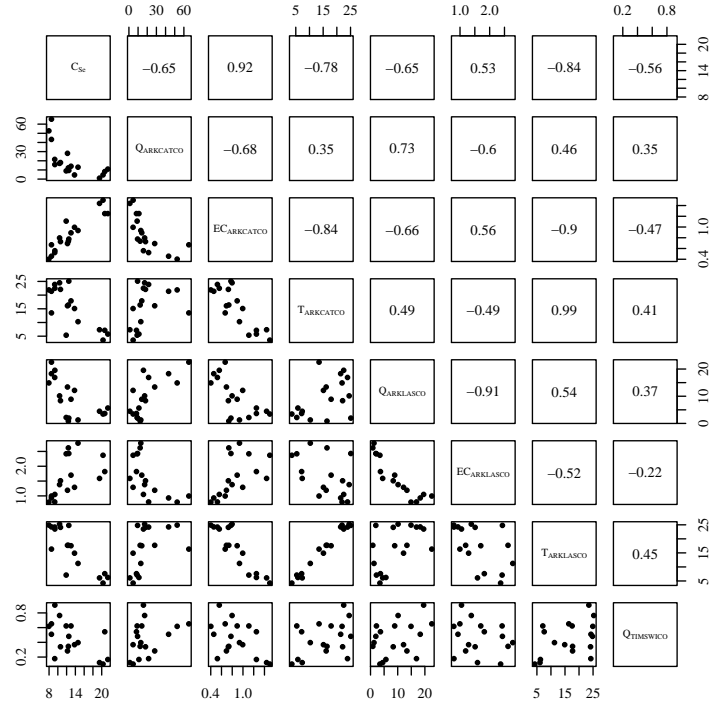 0 30 60
5 15 25
1.0 2.0
0.2 0.8
C_Se −0.65 0.92 −0.78 −0.65 0.53 −0.84 −0.56
8 14 20
0 30 60
Q_ARKCATCO −0.68 0.35 0.73 −0.6 0.46 0.35
EC_ARKCATCO −0.84 −0.66 0.56 −0.9 −0.47
0.4 1.0
5 15 25
T_ARKCATCO 0.49 −0.49 0.99 0.41
Q_ARKLASCO −0.91 0.54 0.37
0 10 20
1.0 2.0
EC_ARKLASCO −0.52 −0.22
T_ARKLASCO 0.45
5 15 25
0.2 0.8
Q_TIMSWICO
8 14 20
0.4 1.0
0 10 20
5 15 25